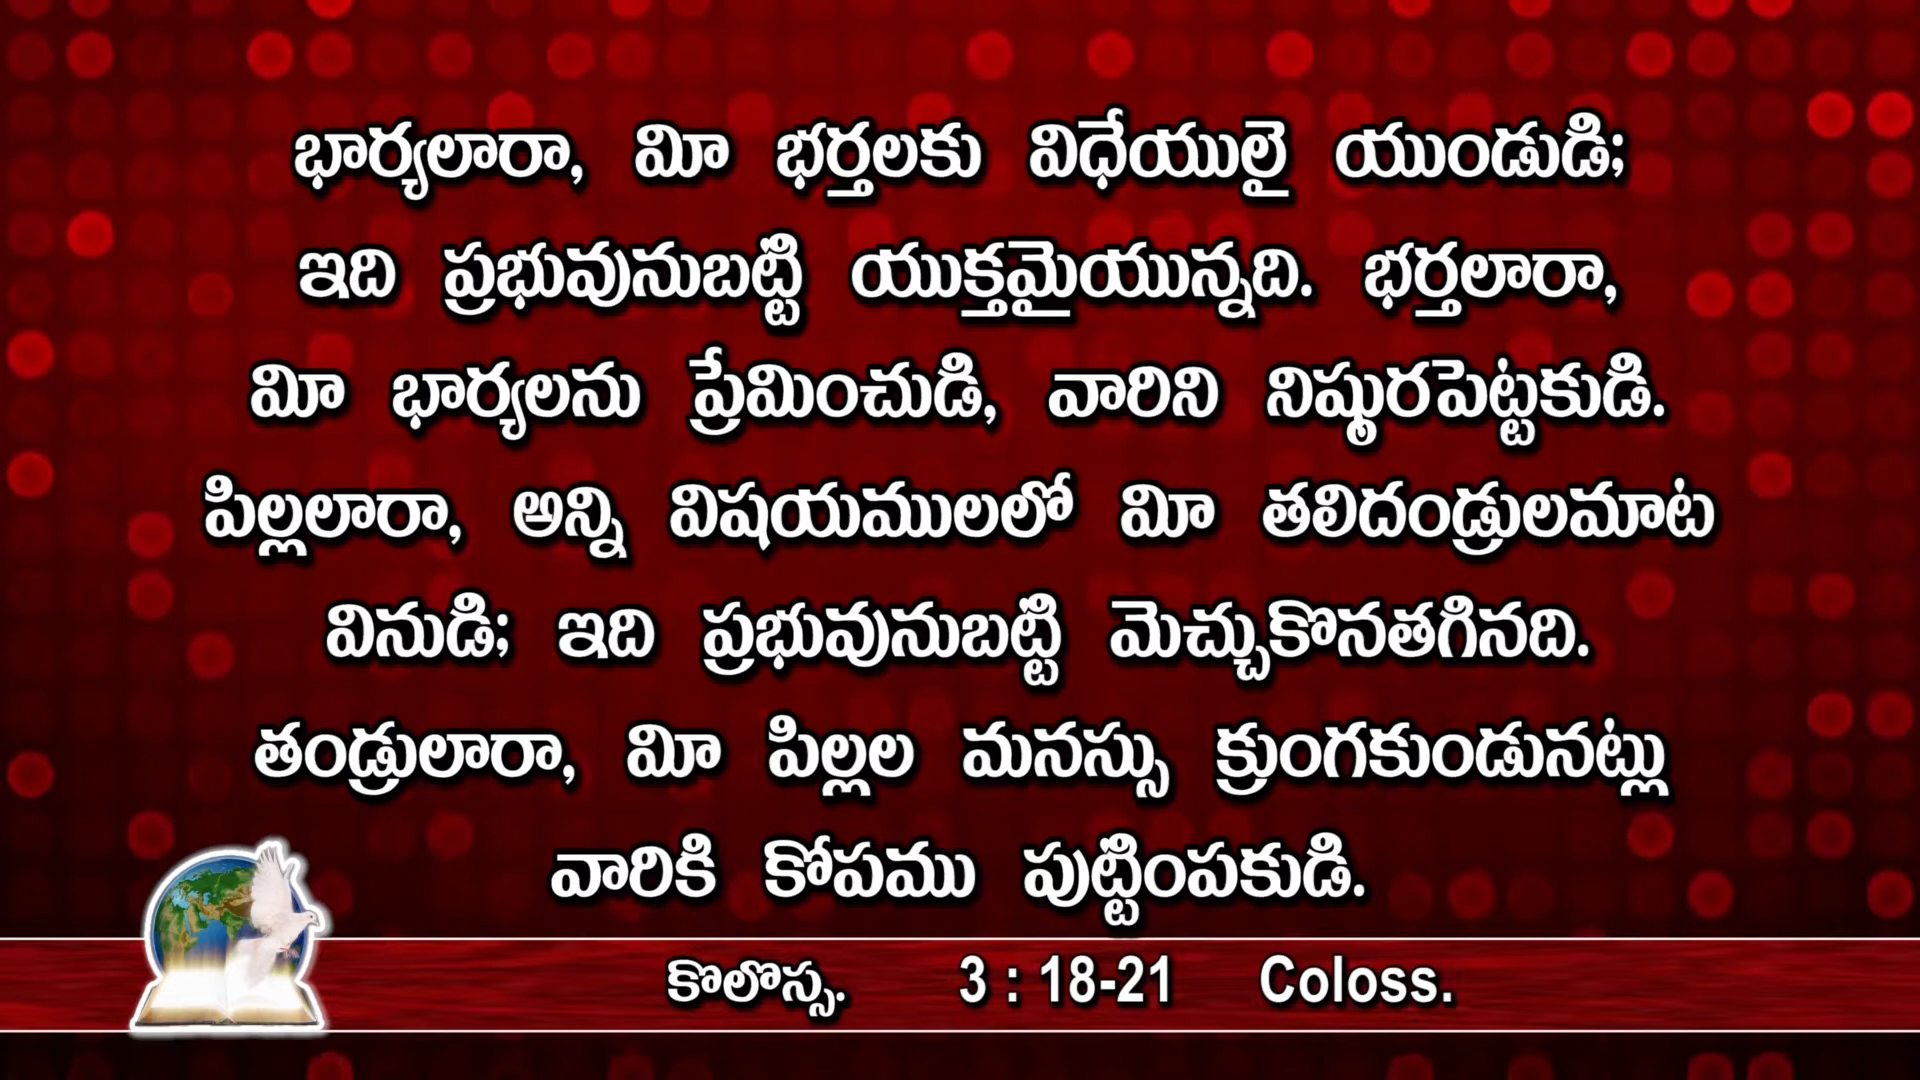 భార్యలారా, మీ భర్తలకు విధేయులై యుండుడి;
ఇది ప్రభువునుబట్టి యుక్తమైయున్నది. భర్తలారా,
మీ భార్యలను ప్రేమించుడి, వారిని నిష్ఠురపెట్టకుడి.
పిల్లలారా, అన్ని విషయములలో మీ తలిదండ్రులమాట
వినుడి; ఇది ప్రభువునుబట్టి మెచ్చుకొనతగినది.
తండ్రులారా, మీ పిల్లల మనస్సు క్రుంగకుండునట్లు
వారికి కోపము పుట్టింపకుడి.
కొలొస్స. 3 : 18-21 Coloss.